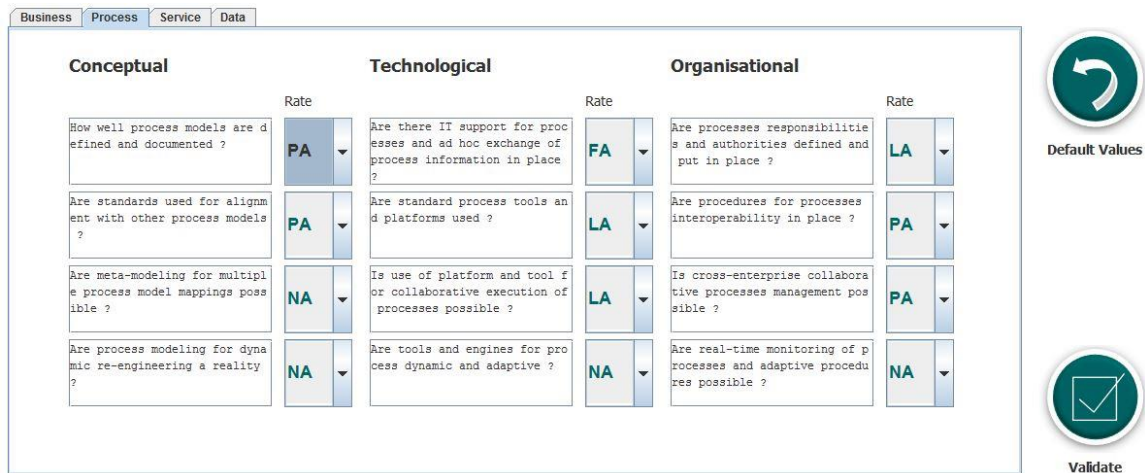 Business Process Service Data
Conceptual Technological Organisational
Rate Rate Rate
How well process models are d
efined and documented ?
PA
Are there IT support for proc
esses and ad hoc exchange of
process information in place
?
FA
Are processes responsibilitie
s and authorities defined and
put in place ?
LA
Are standards used for alignm
ent with other process models
?
PA
Are standard process tools an
d platforms used ?
LA
Are procedures for processes
interoperability in place ?
PA
Are meta-modeling for multipl
e process model mappings poss
ible ?
NA
Is use of platform and tool f
or collaborative execution of
processes possible ?
LA
Is cross-enterprise collabora
tive processes management pos
sible ?
PA
Are process modeling for dyna
mic re-engineering a reality
?
NA
Are tools and engines for pro
cess dynamic and adaptive ?
NA
Are real-time monitoring of p
rocesses and adaptive procedu
res possible ?
NA
Default Values
Validate